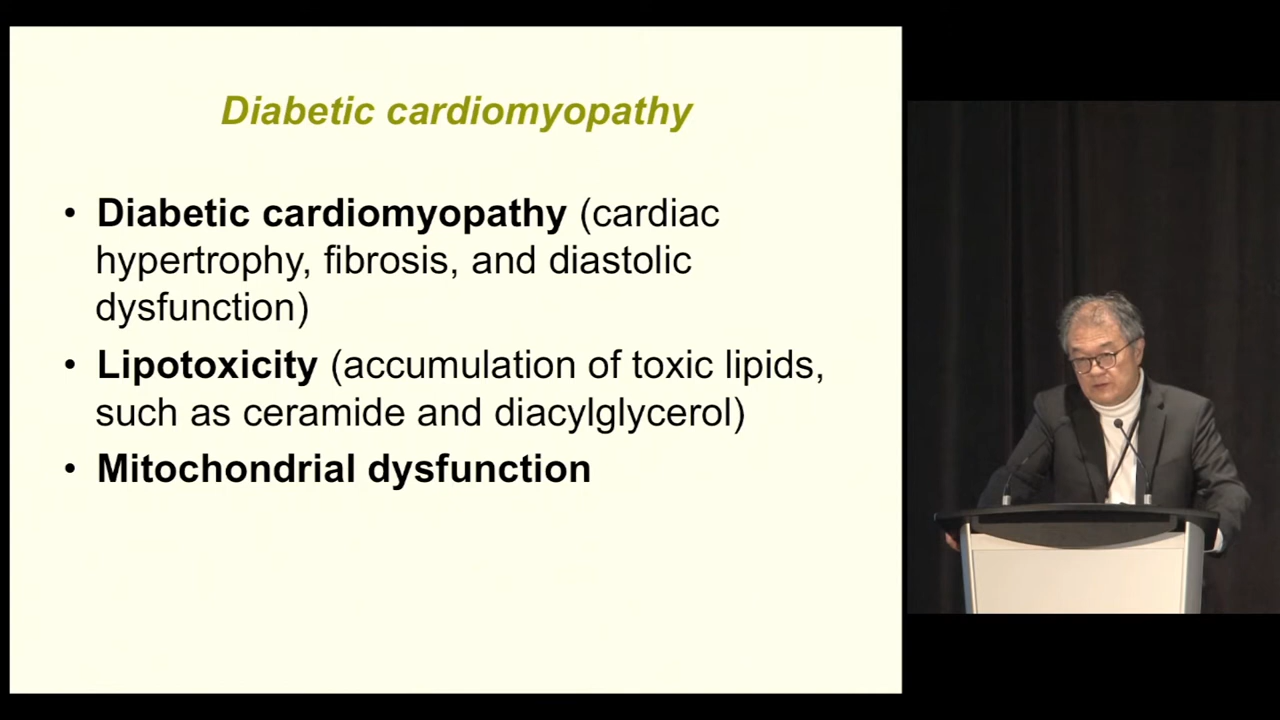 Diabetic cardiomyopathy
• Diabetic cardiomyopathy (cardiac
hypertrophy, fibrosis, and diastolic
dysfunction)
• Lipotoxicity (accumulation of toxic lipids,
such as ceramide and diacylglycerol)
• Mitochondrial dysfunction